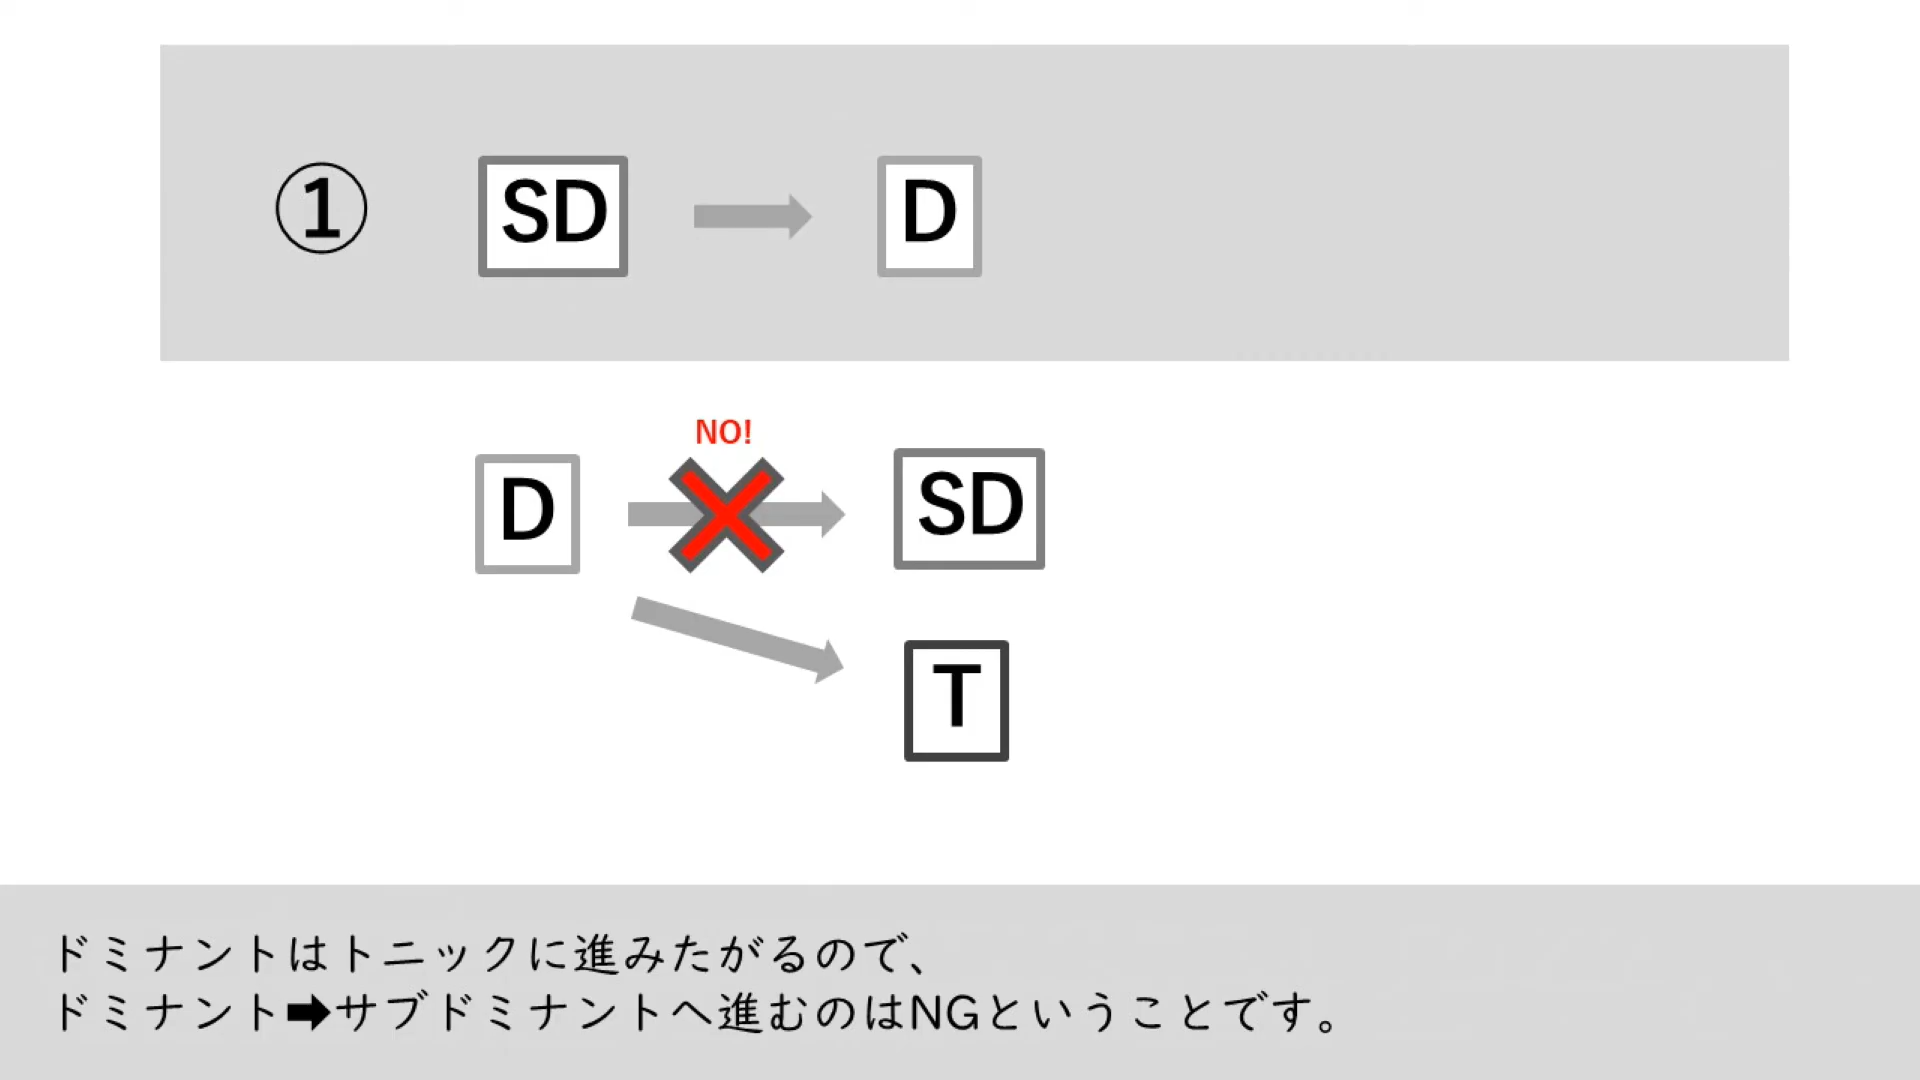 ① SD D
NO!
D SD
T
ドミナントはトニックに進みたがるので、
ドミナント➡サブドミナントへ進むのはNGということです。